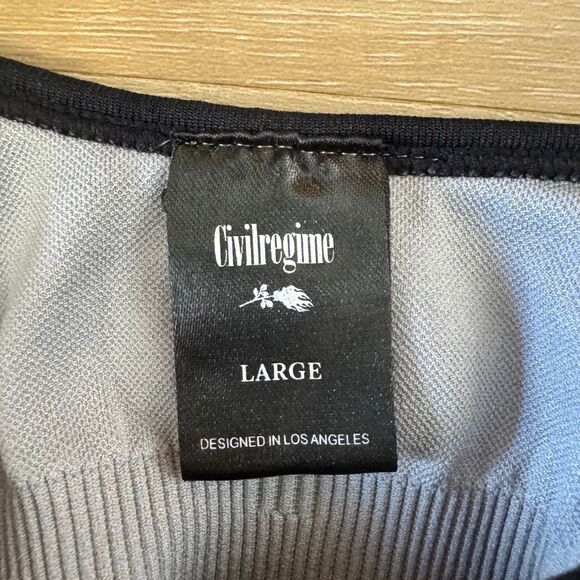 Civilregime
LARGE
DESIGNED IN LOS ANGELES